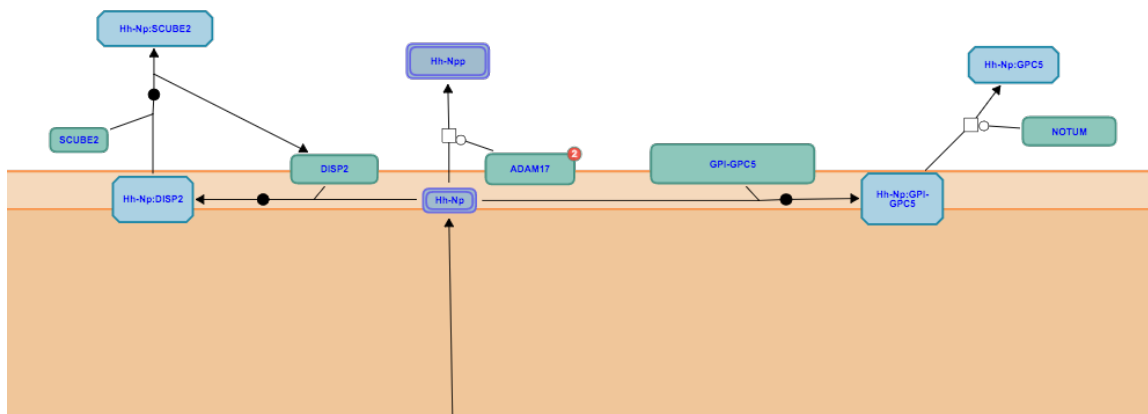 Hh-Np:SCUBE2
Hh-Npp
Hh-Np:GPC5
SCUBE2
NOTUM
DISP2
ADAM17
2
GPI-GPC5
Hh-Np:DISP2
Hh-Np
Hh-Np:GPI-
GPC5